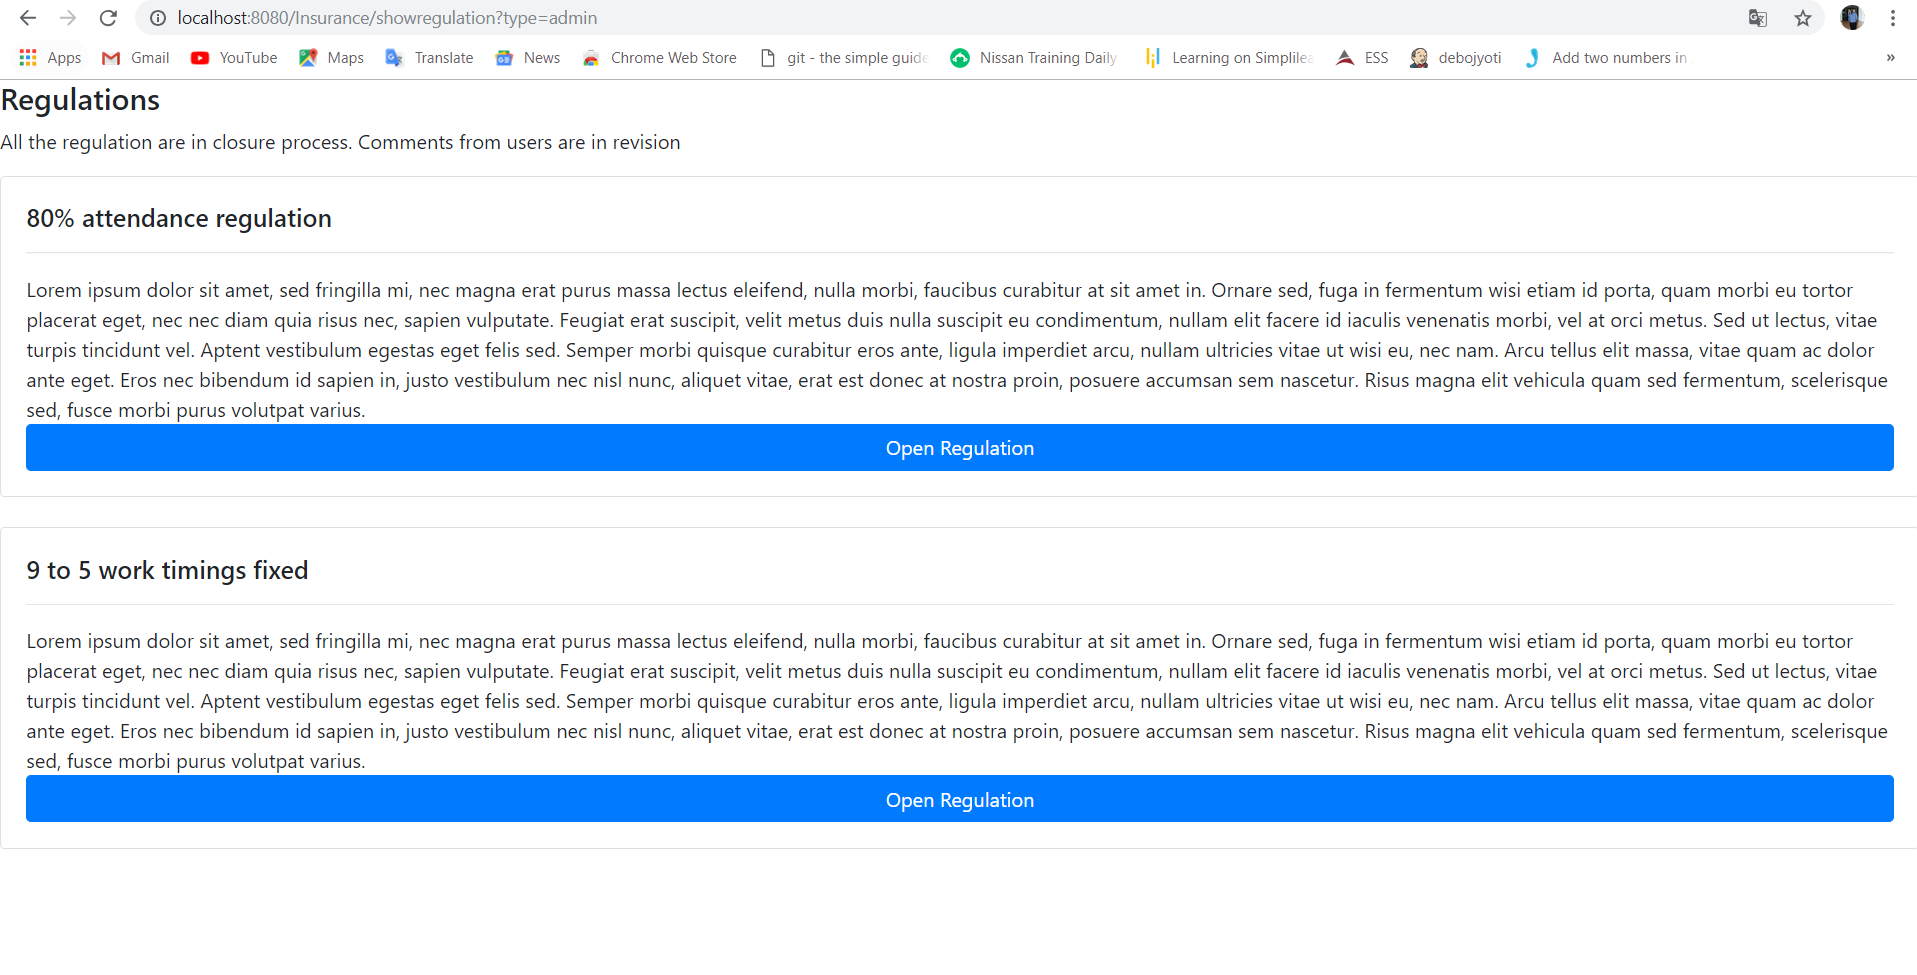 localhost:8080/Insurance/showregulation?type=admin
Apps Gmail YouTube Maps Translate News Chrome Web Store git - the simple guide Nissan Training Daily Learning on Simplilea ESS debojyoti Add two numbers in »
Regulations
All the regulation are in closure process. Comments from users are in revision
80% attendance regulation
Lorem ipsum dolor sit amet, sed fringilla mi, nec magna erat purus massa lectus eleifend, nulla morbi, faucibus curabitur at sit amet in. Ornare sed, fuga in fermentum wisi etiam id porta, quam morbi eu tortor
placerat eget, nec nec diam quia risus nec, sapien vulputate. Feugiat erat suscipit, velit metus duis nulla suscipit eu condimentum, nullam elit facere id iaculis venenatis morbi, vel at orci metus. Sed ut lectus, vitae
turpis tincidunt vel. Aptent vestibulum egestas eget felis sed. Semper morbi quisque curabitur eros ante, ligula imperdiet arcu, nullam ultricies vitae ut wisi eu, nec nam. Arcu tellus elit massa, vitae quam ac dolor
ante eget. Eros nec bibendum id sapien in, justo vestibulum nec nisl nunc, aliquet vitae, erat est donec at nostra proin, posuere accumsan sem nascetur. Risus magna elit vehicula quam sed fermentum, scelerisque
sed, fusce morbi purus volutpat varius.
Open Regulation
9 to 5 work timings fixed
Lorem ipsum dolor sit amet, sed fringilla mi, nec magna erat purus massa lectus eleifend, nulla morbi, faucibus curabitur at sit amet in. Ornare sed, fuga in fermentum wisi etiam id porta, quam morbi eu tortor
placerat eget, nec nec diam quia risus nec, sapien vulputate. Feugiat erat suscipit, velit metus duis nulla suscipit eu condimentum, nullam elit facere id iaculis venenatis morbi, vel at orci metus. Sed ut lectus, vitae
turpis tincidunt vel. Aptent vestibulum egestas eget felis sed. Semper morbi quisque curabitur eros ante, ligula imperdiet arcu, nullam ultricies vitae ut wisi eu, nec nam. Arcu tellus elit massa, vitae quam ac dolor
ante eget. Eros nec bibendum id sapien in, justo vestibulum nec nisl nunc, aliquet vitae, erat est donec at nostra proin, posuere accumsan sem nascetur. Risus magna elit vehicula quam sed fermentum, scelerisque
sed, fusce morbi purus volutpat varius.
Open Regulation